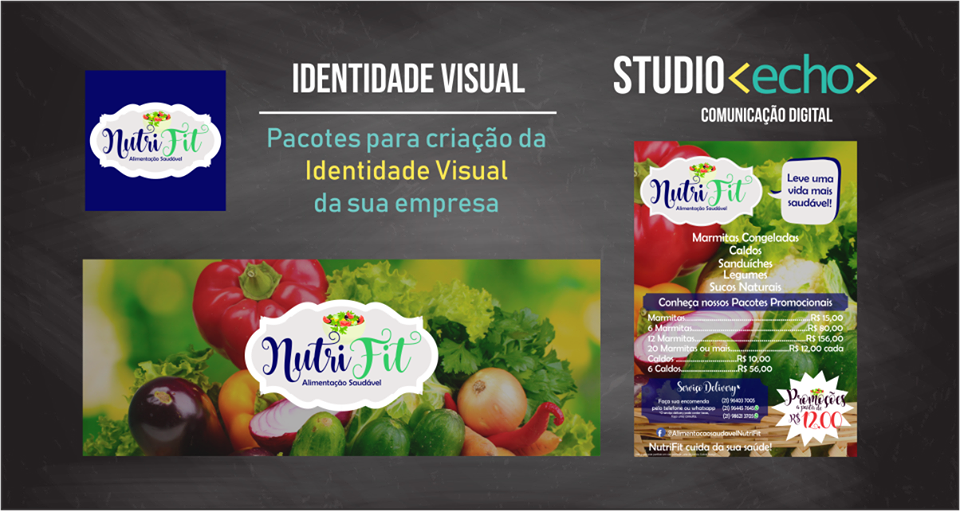 IDENTIDADE VISUAL
Pacotes para criação da
Identidade Visual
da sua empresa
STUDIO<echo>
COMUNICAÇÃO DIGITAL
NutriFit
Alimentação Saudável
NutriFit
Alimentação Saudável
NutriFit
Alimentação Saudável
Leve uma
vida mais
saudável!
Marmitas Congeladas
Caldos
Sanduíches
Legumes
Sucos Naturais
Conheça nossos Pacotes Promocionais
Marmitas....................................R$ 15,00
6 Marmitas..................................R$ 80,00
12 Marmitas................................R$ 156,00
20 Marmitas ou mais................R$ 12,00 cada
Caldos.......................R$ 10,00
6 Caldos.....................R$ 56,00
Serviço Delivery
Faça sua encomenda
pelo telefone ou whatsapp
Promoções
a partir de
R$ 12,00
@AlimentacaosaudavelNutriFit
NutriFit cuida da sua saúde!